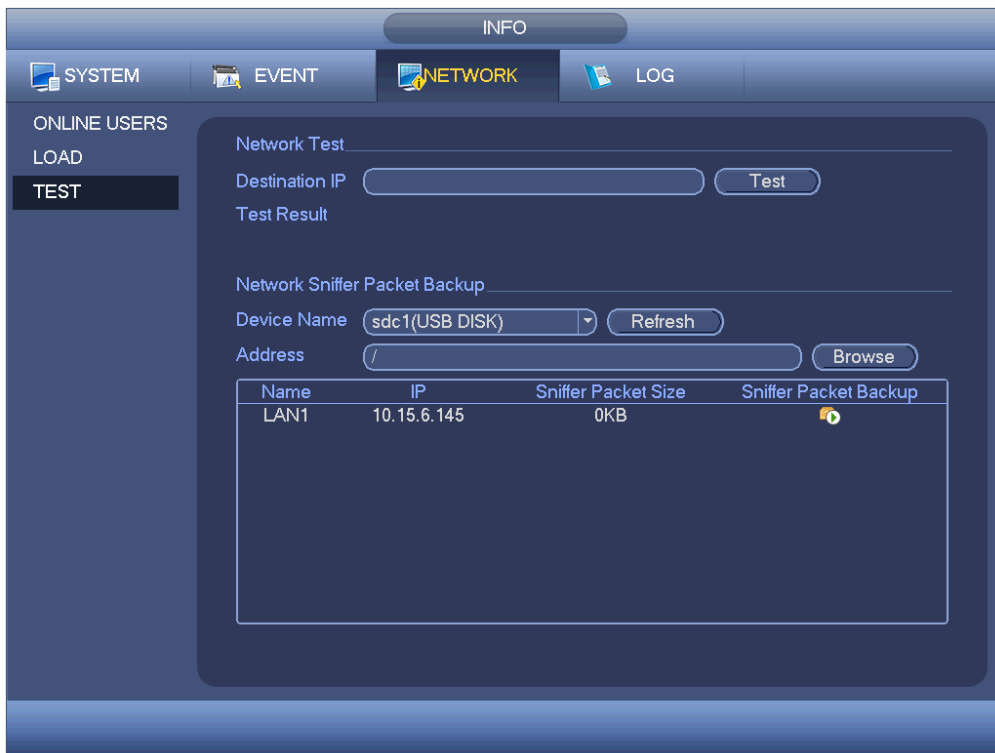 INFO
SYSTEM EVENT NETWORK LOG
ONLINE USERS
LOAD
TEST
Network Test
Destination IP Test
Test Result
Network Sniffer Packet Backup
Device Name sdc1(USB DISK) Refresh
Address / Browse
Name IP Sniffer Packet Size Sniffer Packet Backup
LAN1 10.15.6.145 0KB